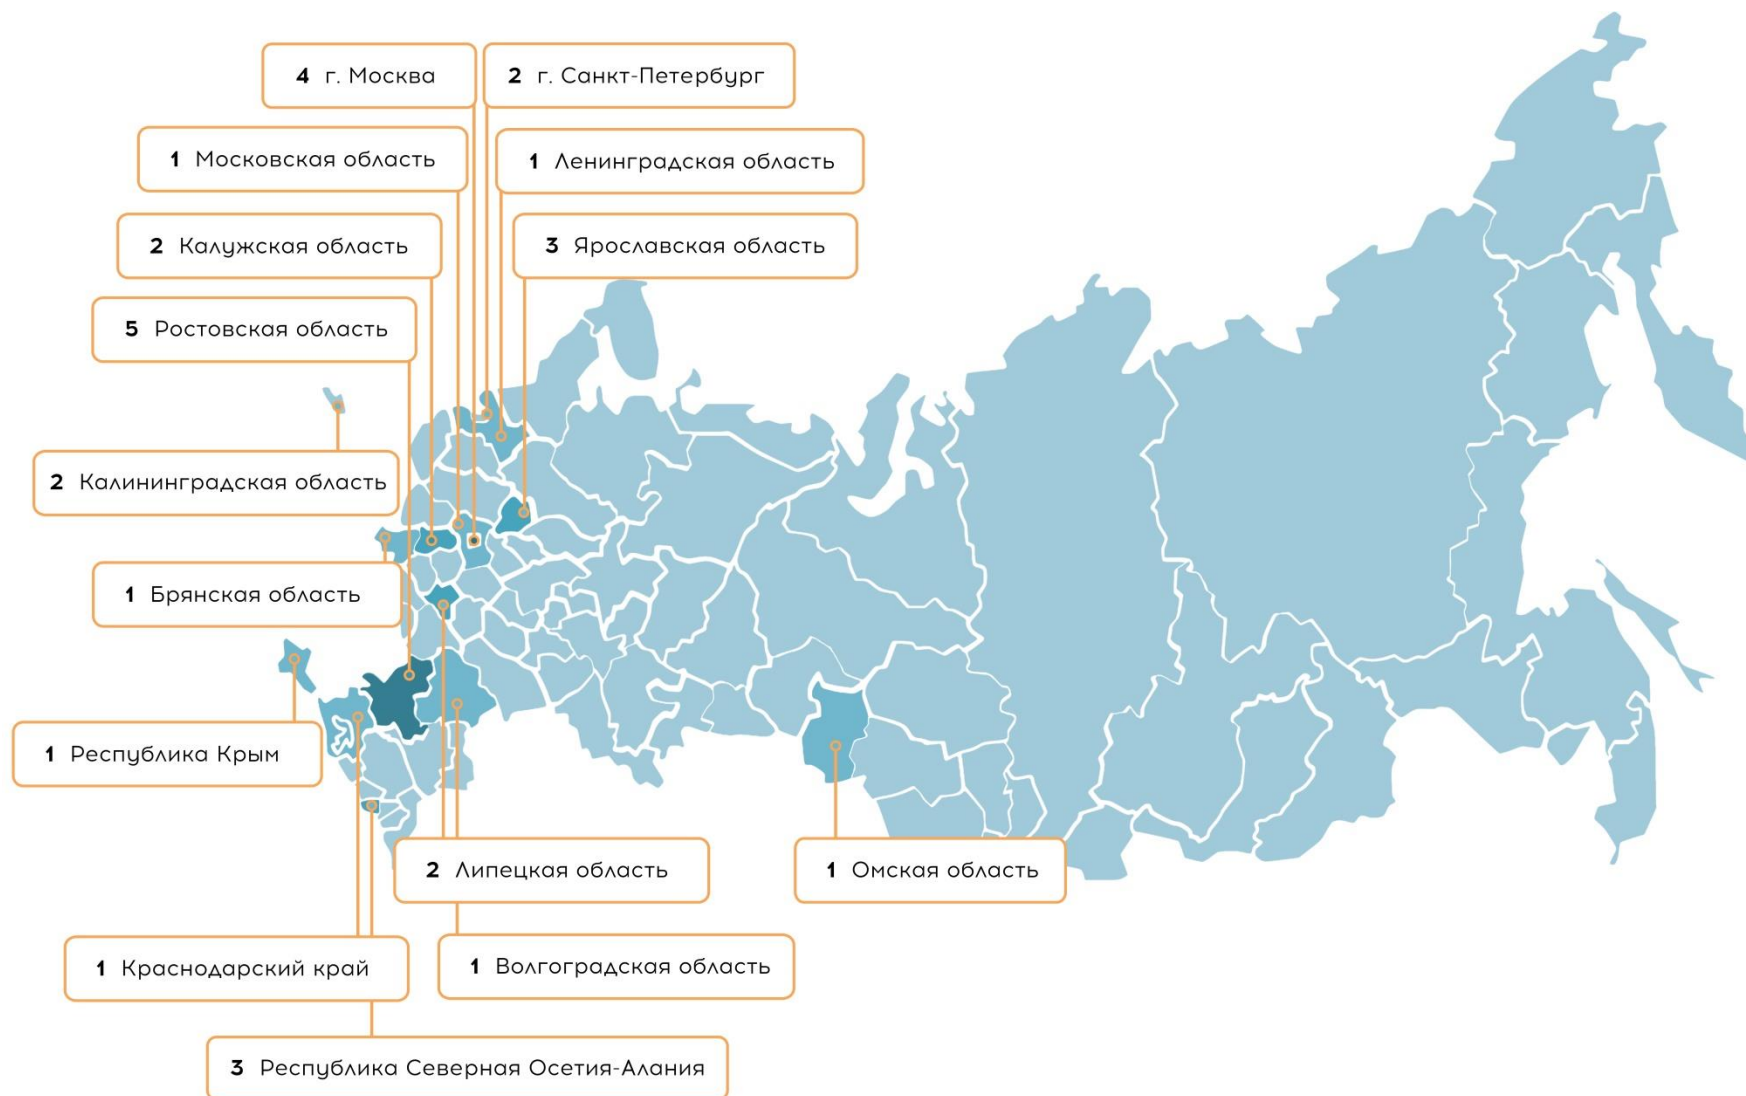 4 г. Москва
2 г. Санкт-Петербург
1 Московская область
1 Ленинградская область
2 Калужская область
3 Ярославская область
5 Ростовская область
2 Калининградская область
1 Брянская область
1 Республика Крым
2 Липецкая область
1 Омская область
1 Краснодарский край
1 Волгоградская область
3 Республика Северная Осетия-Алания